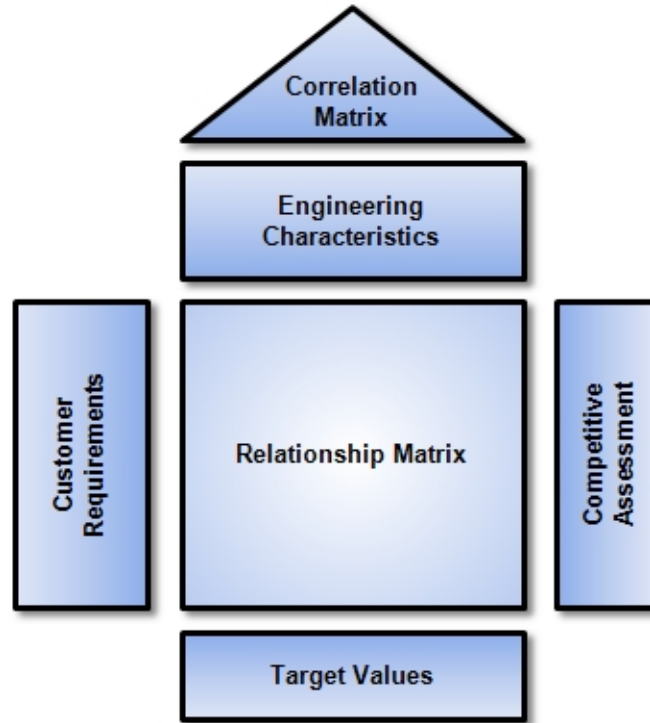 Correlation
Matrix
Engineering
Characteristics
Customer
Requirements
Relationship Matrix
Competitive
Assessment
Target Values